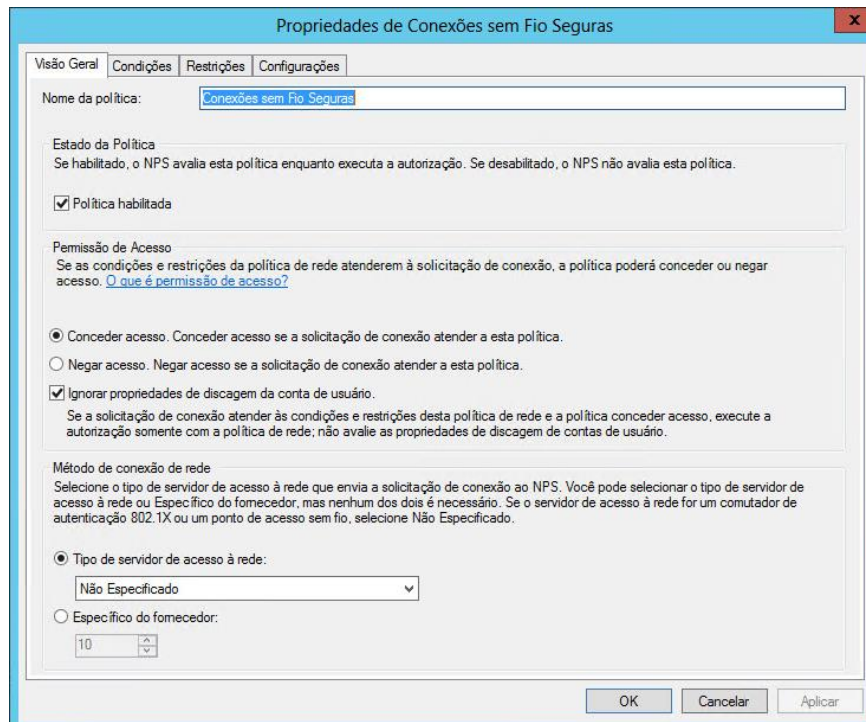 Propriedades de Conexões sem Fio Seguras
x
Visão Geral
Condições
Restrições
Configurações
Nome da política:
Conexões sem Fio Seguras
Estado da Política
Se habilitado, o NPS avalia esta política enquanto executa a autorização. Se desabilitado, o NPS não avalia esta política.
Política habilitada
Permissão de Acesso
Se as condições e restrições da política de rede atenderem à solicitação de conexão, a política poderá conceder ou negar
acesso. O que é permissão de acesso?
Conceder acesso. Conceder acesso se a solicitação de conexão atender a esta política.
Negar acesso. Negar acesso se a solicitação de conexão atender a esta política.
Ignorar propriedades de discagem da conta de usuário.
Se a solicitação de conexão atender às condições e restrições desta política de rede e a política conceder acesso, execute a
autorização somente com a política de rede; não avalie as propriedades de discagem de contas de usuário.
Método de conexão de rede
Selecione o tipo de servidor de acesso à rede que envia a solicitação de conexão ao NPS. Você pode selecionar o tipo de servidor de
acesso à rede ou Específico do fornecedor, mas nenhum dos dois é necessário. Se o servidor de acesso à rede for um comutador de
autenticação 802.1X ou um ponto de acesso sem fio, selecione Não Especificado.
Tipo de servidor de acesso à rede:
Não Especificado
Específico do fornecedor:
10
OK
Cancelar
Aplicar